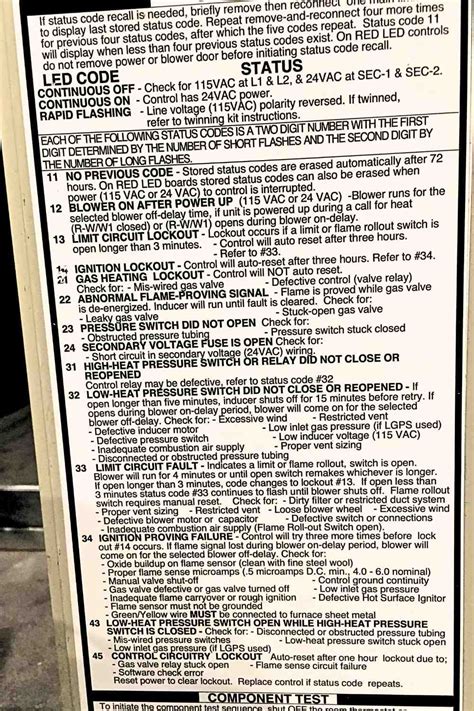 If status code recall is needed, briefly remove then reconnect one main
to display last stored status code. Repeat remove-and-reconnect four more times
for previous four status codes, after which the five codes repeat. Status code 11
will display when less than four previous status codes exist. On RED LED controls
do not remove power or blower door before initiating status code recall.
LED CODE STATUS
CONTINUOUS OFF - Check for 115VAC at L1 & L2, & 24VAC at SEC-1 & SEC-2.
CONTINUOUS ON - Control has 24VAC power.
RAPID FLASHING - Line voltage (115VAC) polarity reversed. If twinned,
refer to twinning kit instructions.
EACH OF THE FOLLOWING STATUS CODES IS A TWO DIGIT NUMBER WITH THE FIRST
DIGIT DETERMINED BY THE NUMBER OF SHORT FLASHES AND THE SECOND DIGIT BY
THE NUMBER OF LONG FLASHES.
11 NO PREVIOUS CODE - Stored status codes are erased automatically after 72
hours. On RED LED boards stored status codes can also be erased when
power (115 VAC or 24 VAC) to control is interrupted.
12 BLOWER ON AFTER POWER UP (115 VAC or 24 VAC) -Blower runs for the
selected blower off-delay time, if unit is powered up during a call for heat
(R-W/W1 closed) or (R-W/W1) opens during blower on-delay.
13 LIMIT CIRCUIT LOCKOUT - Lockout occurs if a limit or flame rollout switch is
open longer than 3 minutes. - Control will auto reset after three hours.
- Refer to #33.
14 IGNITION LOCKOUT - Control will auto-reset after three hours. Refer to #34.
21 GAS HEATING LOCKOUT - Control will NOT auto reset.
Check for: - Mis-wired gas valve - Defective control (valve relay)
22 ABNORMAL FLAME-PROVING SIGNAL - Flame is proved while gas valve
is de-energized. Inducer will run until fault is cleared. Check for:
- Leaky gas valve - Stuck-open gas valve
23 PRESSURE SWITCH DID NOT OPEN Check for:
- Obstructed pressure tubing - Pressure switch stuck closed
24 SECONDARY VOLTAGE FUSE IS OPEN Check for:
- Short circuit in secondary voltage (24VAC) wiring.
31 HIGH-HEAT PRESSURE SWITCH OR RELAY DID NOT CLOSE OR
REOPENED
Control relay may be defective, refer to status code #32
32 LOW-HEAT PRESSURE SWITCH DID NOT CLOSE OR REOPENED - If
open longer than five minutes, inducer shuts off for 15 minutes before retry. If
opens during blower on-delay period, blower will come on for the selected
blower off-delay. Check for: - Excessive wind - Restricted vent
- Defective inducer motor - Low inlet gas pressure (if LGPS used)
- Defective pressure switch - Low inducer voltage (115 VAC)
- Inadequate combustion air supply - Proper vent sizing
- Disconnected or obstructed pressure tubing
33 LIMIT CIRCUIT FAULT - Indicates a limit or flame rollout, switch is open.
Blower will run for 4 minutes or until open switch remakes whichever is longer.
If open longer than 3 minutes, code changes to lockout #13. If open less than
3 minutes status code #33 continues to flash until blower shuts off. Flame rollout
switch requires manual reset. Check for: - Dirty filter or restricted duct system
- Proper vent sizing - Restricted vent - Loose blower wheel - Excessive wind
- Defective blower motor or capacitor - Defective switch or connections
- Inadequate combustion air supply (Flame Roll-out Switch open).
34 IGNITION PROVING FAILURE - Control will try three more times before lock
out #14 occurs. If flame signal lost during blower on-delay period, blower will
come on for the selected blower off-delay. Check for:
- Oxide buildup on flame sensor (clean with fine steel wool)
- Proper flame sense microamps (.5 microamps D.C. min., 4.0 - 6.0 nominal)
- Manual valve shut-off - Control ground continuity
- Gas valve defective or gas valve turned off - Low inlet gas pressure
- Inadequate flame carryover or rough ignition - Defective Hot Surface Ignitor
- Flame sensor must not be grounded
- Green/Yellow wire MUST be connected to furnace sheet metal
43 LOW-HEAT PRESSURE SWITCH OPEN WHILE HIGH-HEAT PRESSURE
SWITCH IS CLOSED - Check for: - Disconnected or obstructed pressure tubing
- Mis-wired pressure switches - Low-heat pressure switch stuck open
- Low inlet gas pressure (if LGPS used)
45 CONTROL CIRCUITRY LOCKOUT Auto-reset after one hour lockout due to;
- Gas valve relay stuck open - Flame sense circuit failure
- Software check error
Reset power to clear lockout. Replace control if status code repeats.
COMPONENT TEST
To initiate the component test sequence, shut OFF the room thermostat or